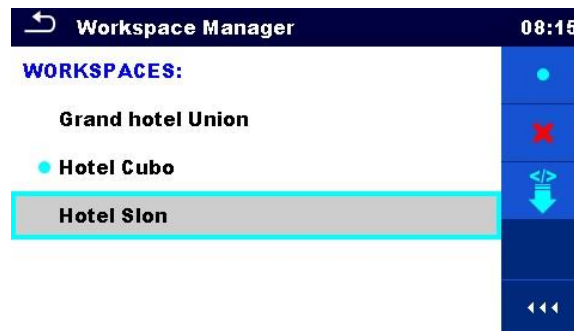 Workspace Manager 08:15
WORKSPACES:
Grand hotel Union
Hotel Cubo
Hotel Slon